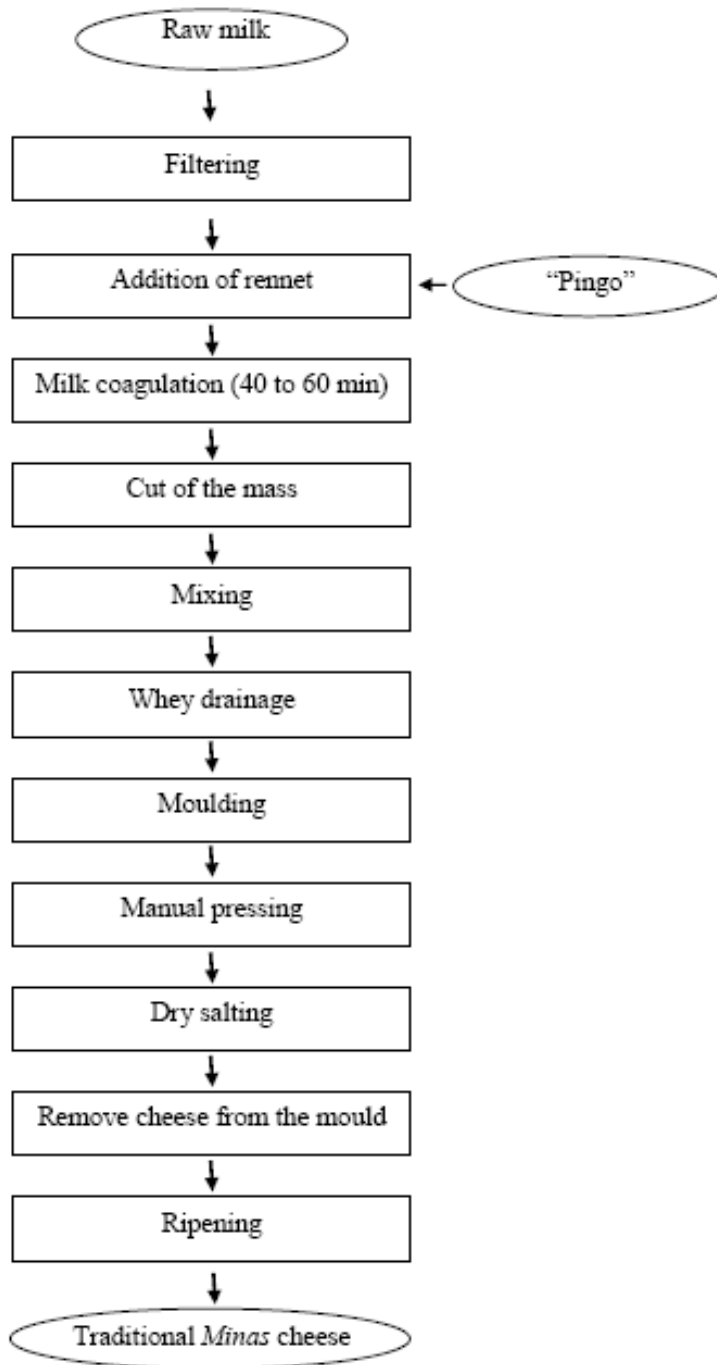 Raw milk
Filtering
Addition of rennet
“Pingo”
Milk coagulation (40 to 60 min)
Cut of the mass
Mixing
Whey drainage
Moulding
Manual pressing
Dry salting
Remove cheese from the mould
Ripening
Traditional Minas cheese